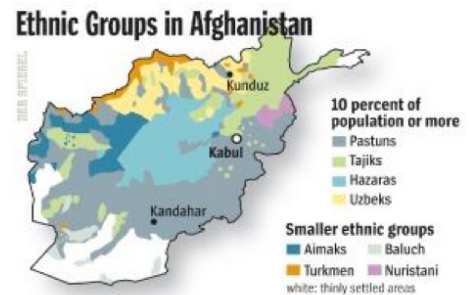 Ethnic Groups in Afghanistan
DER SPIEGEL
Kunduz
Kabul
Kandahar
10 percent of
population or more
Pastuns
Tajiks
Hazaras
Uzbeks
Smaller ethnic groups
Aimaks
Baluch
Turkmen
Nuristani
white: thinly settled areas